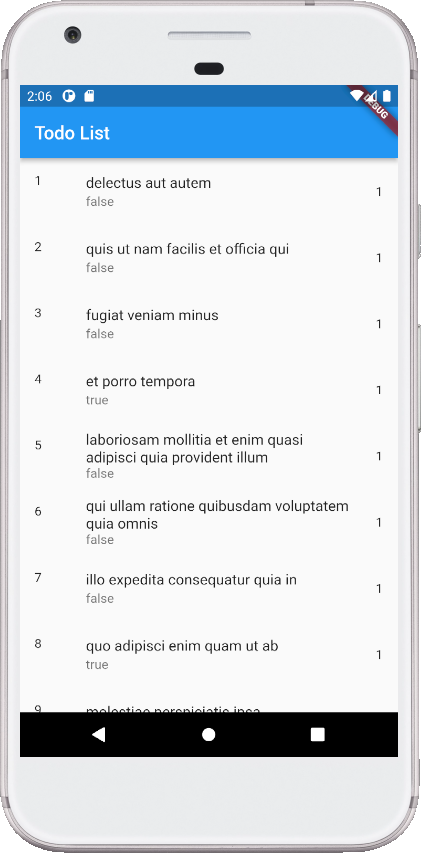 2:06
DEBUG
Todo List
1
delectus aut autem
false
1
2
quis ut nam facilis et officia qui
false
1
3
fugiat veniam minus
false
1
4
et porro tempora
true
1
5
laboriosam mollitia et enim quasi
adipisci quia provident illum
false
1
6
qui ullam ratione quibusdam voluptatem
quia omnis
false
1
7
illo expedita consequatur quia in
false
1
8
quo adipisci enim quam ut ab
true
1
9
molestiae perspiciatis ipsa